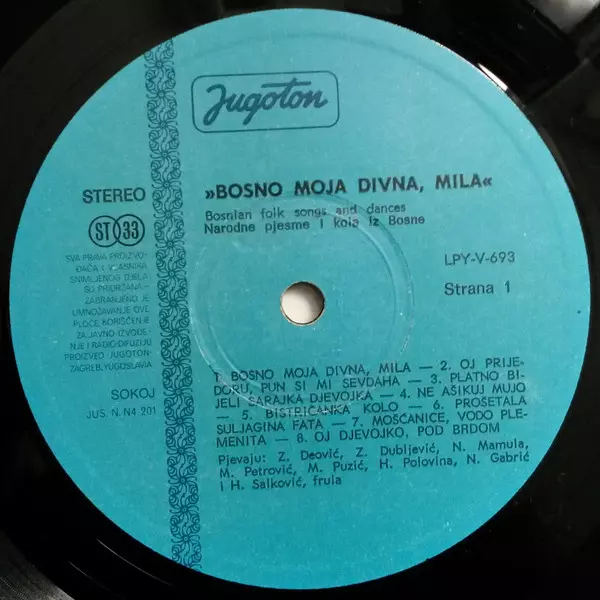 Jugoton
»BOSNO MOJA DIVNA, MILA«
Bosnian folk songs and dances
Narodne pjesme i kola iz Bosne
STEREO
ST 33
SVA PRAVA PROIZVO-
ĐAČA I VLASNIKA
SNIMLJENOG DJELA
SU PRIDRŽANA-
ZABRANJENO JE
UMNOŽAVANJE OVE
PLOČE, KORIŠĆENJE
ZA JAVNO IZVOĐE-
NJE I RADIO-DIFUZIJU
PROIZVEO »JUGOTON«
ZAGREB, YUGOSLAVIA
SOKOJ
JUS. N. N4 201
LPY-V-693
Strana 1
1. BOSNO MOJA DIVNA, MILA — 2. OJ PRIJE-
DORU, PUN SI MI SEVDAHA — 3. PLATNO BI-
JELI SARAJKA DJEVOJKA — 4. NE AŠIKUJ MUJO
— 5. BISTRIČANKA KOLO — 6. PROŠETALA
SULJAGINA FATA — 7. MOŠĆANICE, VODO PLE-
MENITA — 8. OJ DJEVOJKO, POD BRDOM
Pjevaju: Z. Deović, Z. Dubljević, N. Mamula,
M. Petrović, M. Puzić, H. Polovina, N. Gabrić
i H. Salković, frula